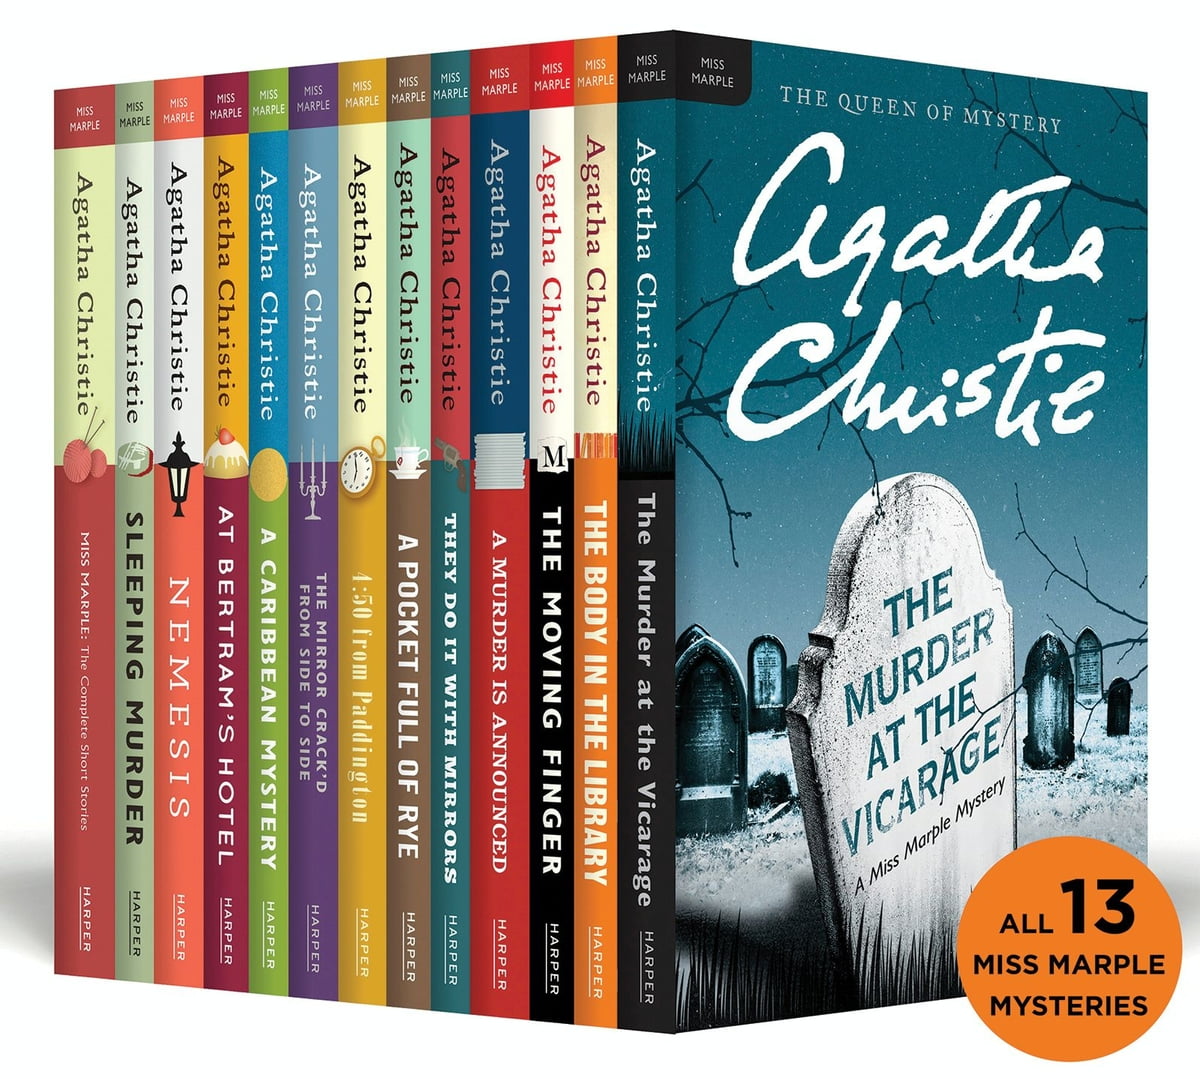 MISS
MARPLE
Agatha Christie
MISS MARPLE: The Complete Short Stories
HARPER
MISS
MARPLE
Agatha Christie
SLEEPING MURDER
HARPER
MISS
MARPLE
Agatha Christie
NEMESIS
HARPER
MISS
MARPLE
Agatha Christie
AT BERTRAM'S HOTEL
HARPER
MISS
MARPLE
Agatha Christie
A CARIBBEAN MYSTERY
HARPER
MISS
MARPLE
Agatha Christie
THE MIRROR CRACK'D
FROM SIDE TO SIDE
HARPER
MISS
MARPLE
Agatha Christie
4:50 from Paddington
HARPER
MISS
MARPLE
Agatha Christie
A POCKET FULL OF RYE
HARPER
MISS
MARPLE
Agatha Christie
THEY DO IT WITH MIRRORS
HARPER
MISS
MARPLE
Agatha Christie
A MURDER IS ANNOUNCED
HARPER
MISS
MARPLE
Agatha Christie
M
THE MOVING FINGER
HARPER
MISS
MARPLE
Agatha Christie
THE BODY IN THE LIBRARY
HARPER
MISS
MARPLE
Agatha Christie
The Murder at the Vicarage
HARPER
MISS
MARPLE
THE QUEEN OF MYSTERY
Agatha
Christie
THE
MURDER
AT THE
VICARAGE
A Miss Marple Mystery
ALL 13
MISS MARPLE
MYSTERIES